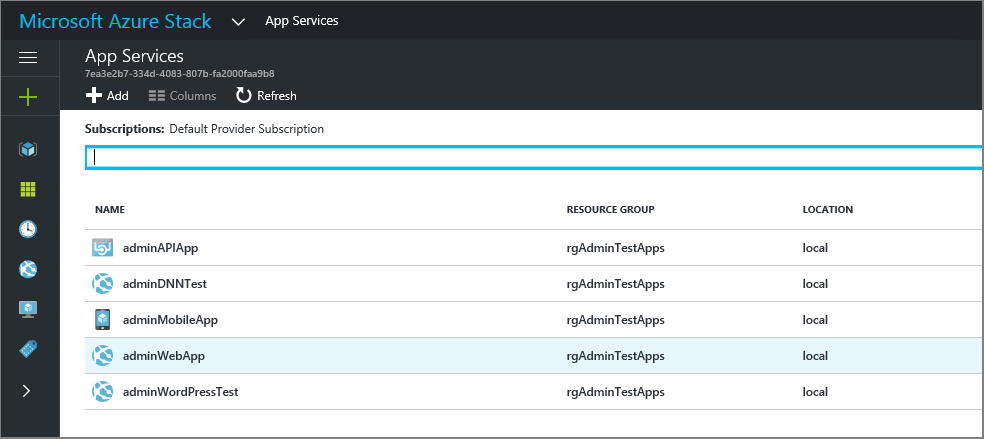 Microsoft Azure Stack App Services
App Services
7ea3e2b7-334d-4083-807b-fa2000faa9b8
Add Columns Refresh
Subscriptions: Default Provider Subscription
NAME RESOURCE GROUP LOCATION
adminAPIApp rgAdminTestApps local
adminDNNTest rgAdminTestApps local
adminMobileApp rgAdminTestApps local
adminWebApp rgAdminTestApps local
adminWordPressTest rgAdminTestApps local